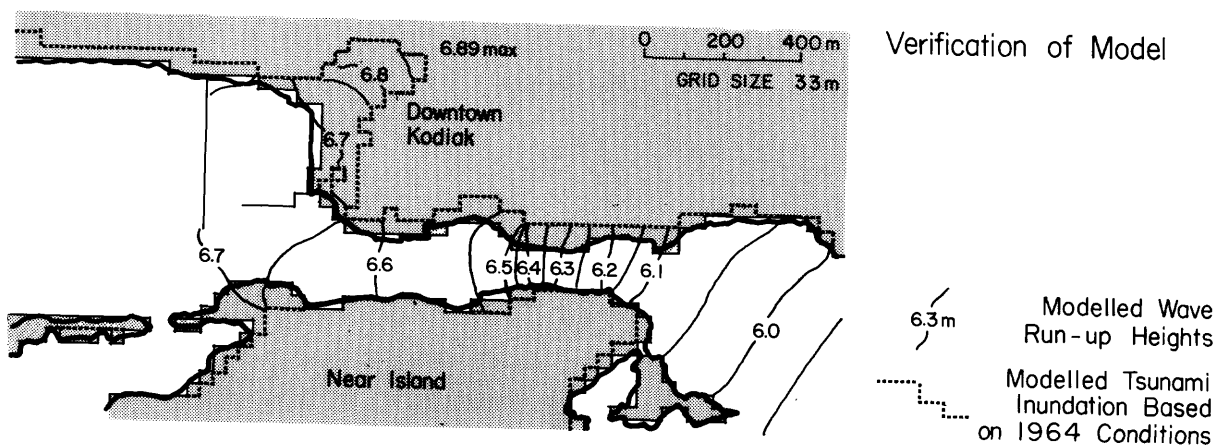 Verification of Model
0 200 400 m
GRID SIZE 33m
6.89 max
6.8
Downtown
Kodiak
6.7
6.7
6.6
6.5
6.4
6.3
6.2
6.1
6.0
Near Island
6.3 m
Modelled Wave
Run-up Heights
Modelled Tsunami
Inundation Based
on 1964 Conditions